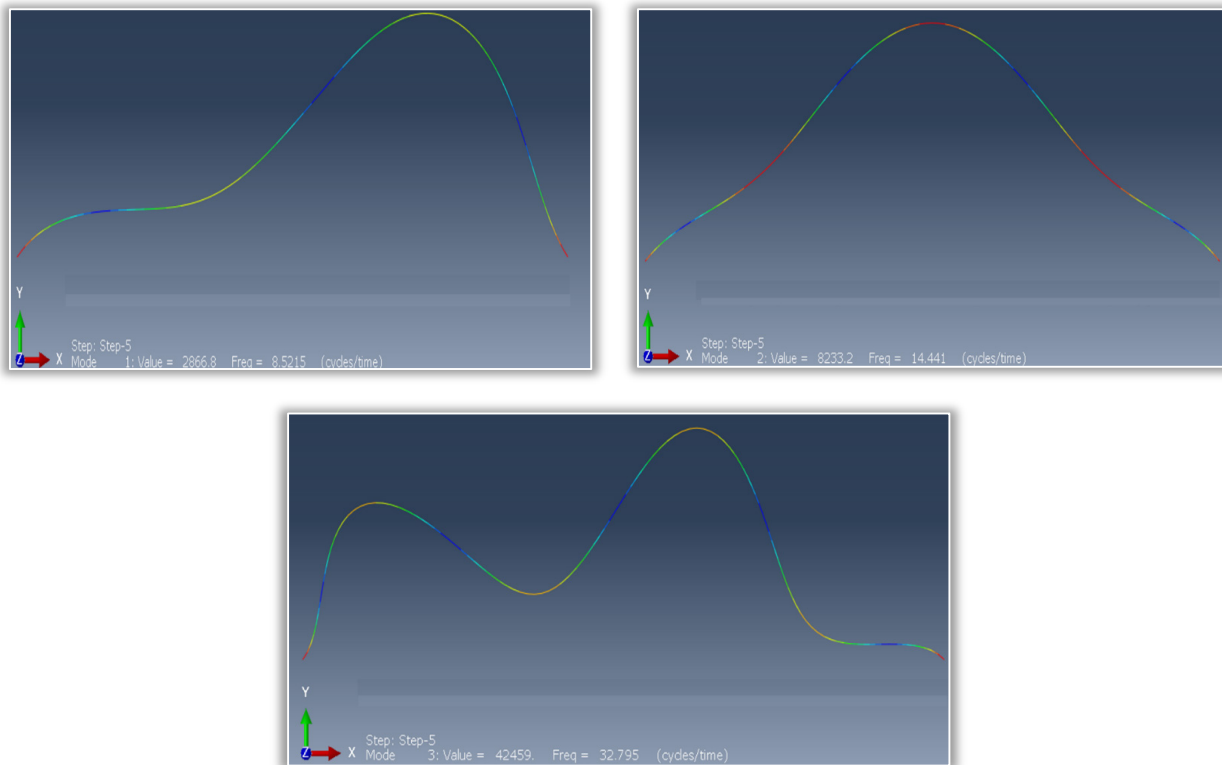 Y
Z X
Step: Step-5
Mode 1: Value = 2866.8 Freq = 8.5215 (cycles/time)
Y
Z X
Step: Step-5
Mode 2: Value = 8233.2 Freq = 14.441 (cycles/time)
Y
Z X
Step: Step-5
Mode 3: Value = 42459. Freq = 32.795 (cycles/time)